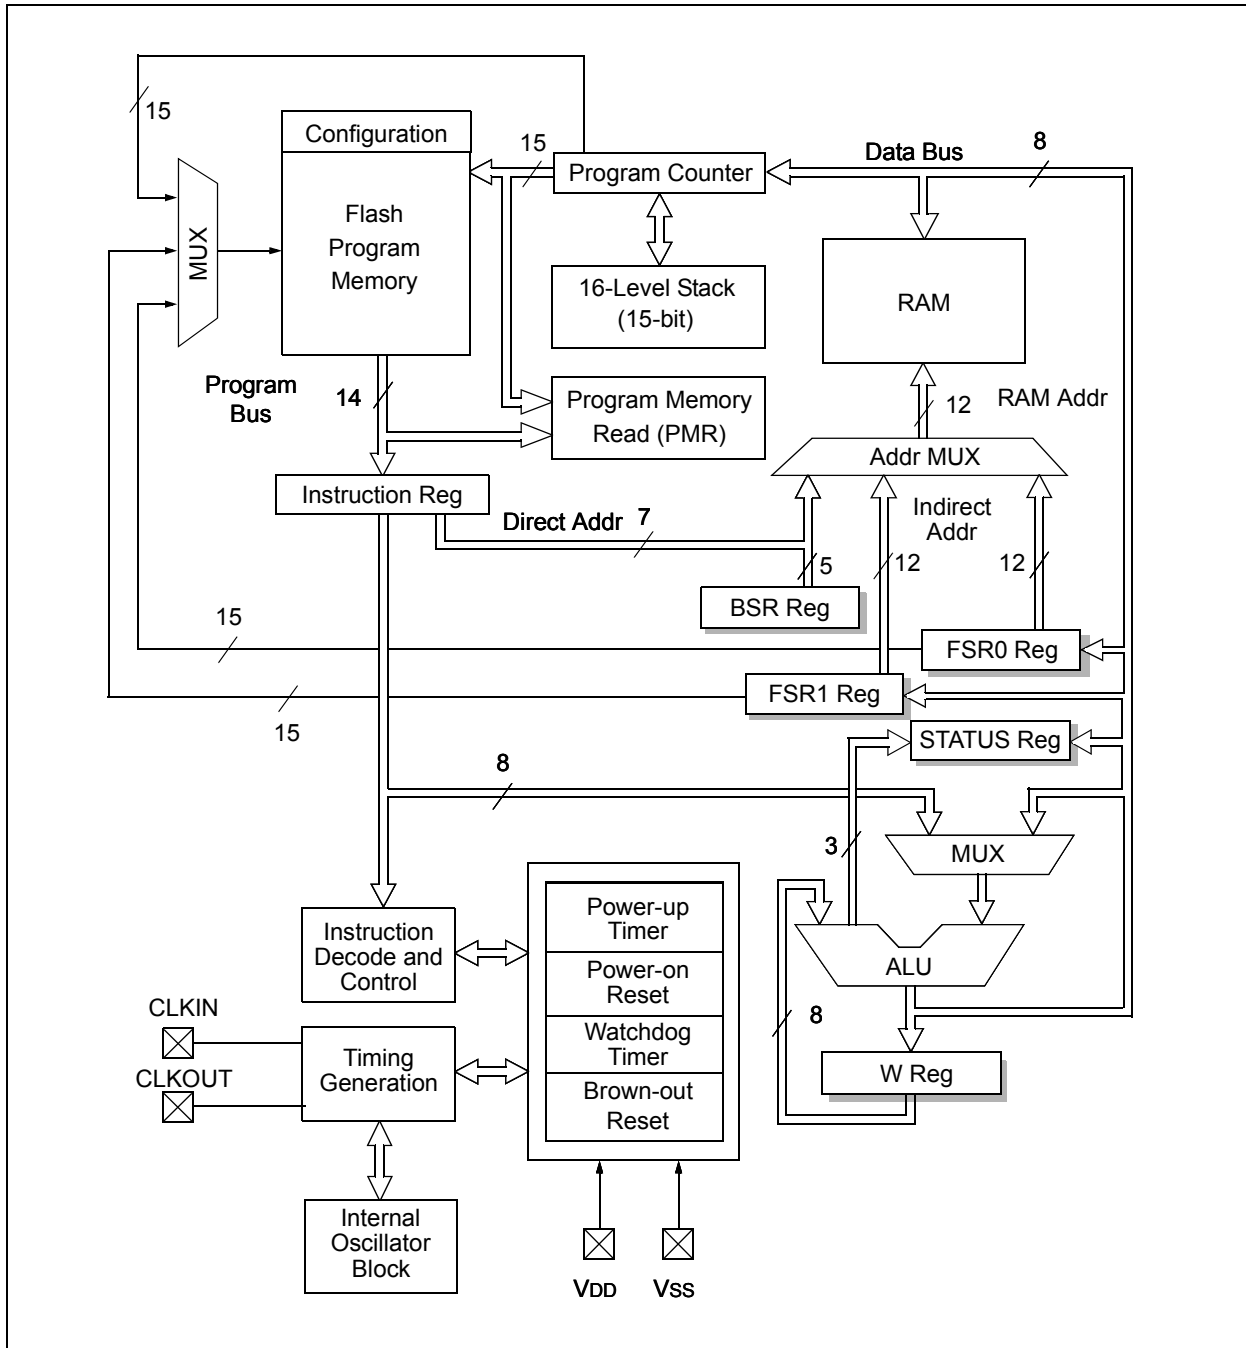 15
Configuration
15
Program Counter
Data Bus
8
MUX
Flash
Program
Memory
16-Level Stack
(15-bit)
RAM
Program
Bus
14
Program Memory
Read (PMR)
12
RAM Addr
Addr MUX
Instruction Reg
Direct Addr
7
Indirect
Addr
5
12
12
BSR Reg
15
FSR0 Reg
FSR1 Reg
15
STATUS Reg
8
3
MUX
Power-up
Timer
Instruction
Decode and
Control
Power-on
Reset
ALU
CLKIN
8
Watchdog
Timer
Timing
Generation
CLKOUT
W Reg
Brown-out
Reset
Internal
Oscillator
Block
VDD
VSS